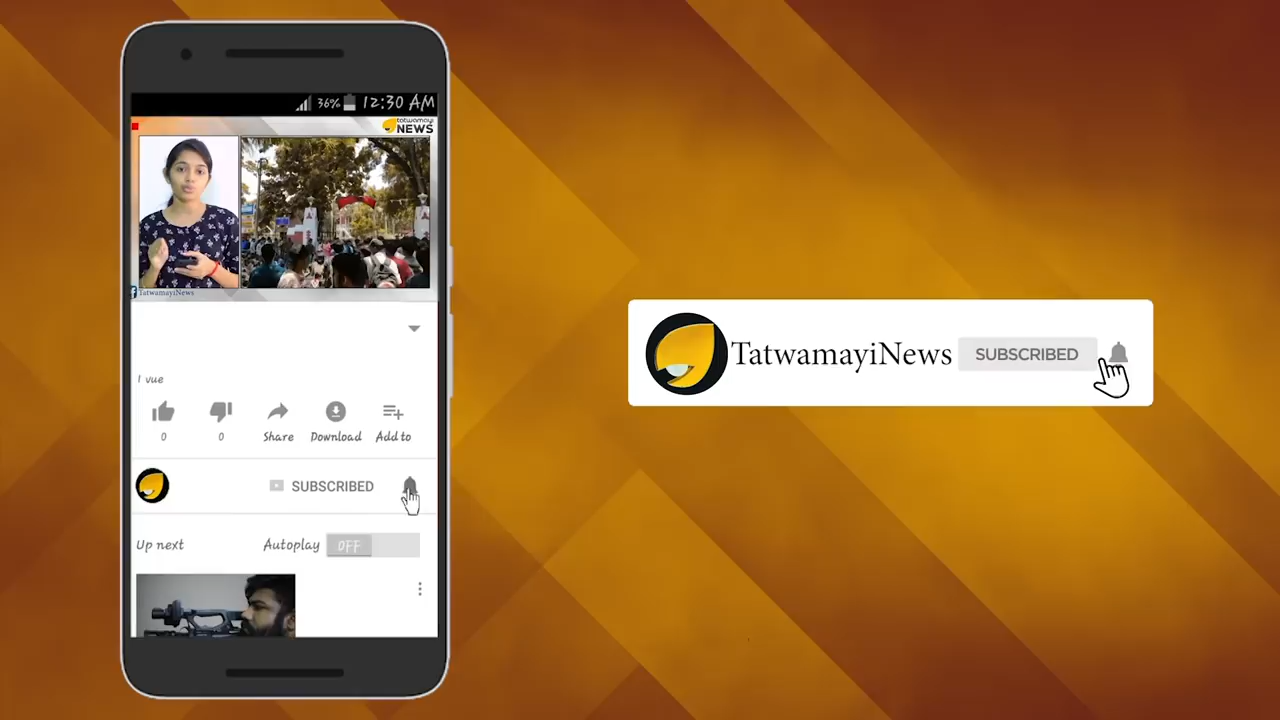 36% 12:30 AM
tatwamayi
NEWS
TatwamayiNews
1 vue
0 0 Share Download Add to
SUBSCRIBED
Up next Autoplay OFF
TatwamayiNews SUBSCRIBED